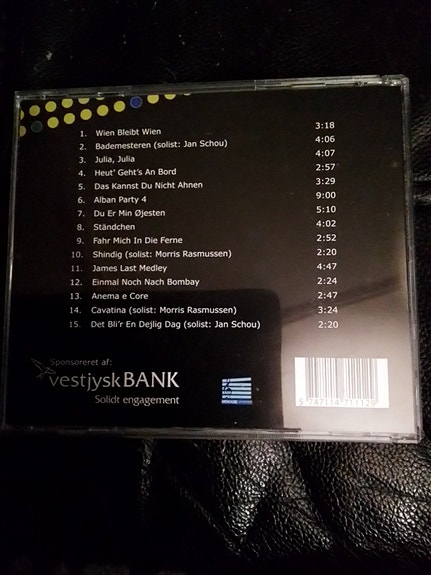 1. Wien Bleibt Wien 3:18
2. Bademesteren (solist: Jan Schou) 4:06
3. Julia, Julia 4:07
4. Heut' Geht's An Bord 2:57
5. Das Kannst Du Nicht Ahnen 3:29
6. Alban Party 4 9:00
7. Du Er Min Øjesten 5:10
8. Ständchen 4:02
9. Fahr Mich In Die Ferne 2:52
10. Shindig (solist: Morris Rasmussen) 2:20
11. James Last Medley 4:47
12. Einmal Noch Nach Bombay 2:24
13. Anema e Core 2:47
14. Cavatina (solist: Morris Rasmussen) 3:24
15. Det Bli'r En Dejlig Dag (solist: Jan Schou) 2:20
Sponsoreret af:
vestjyskBANK
Solidt engagement